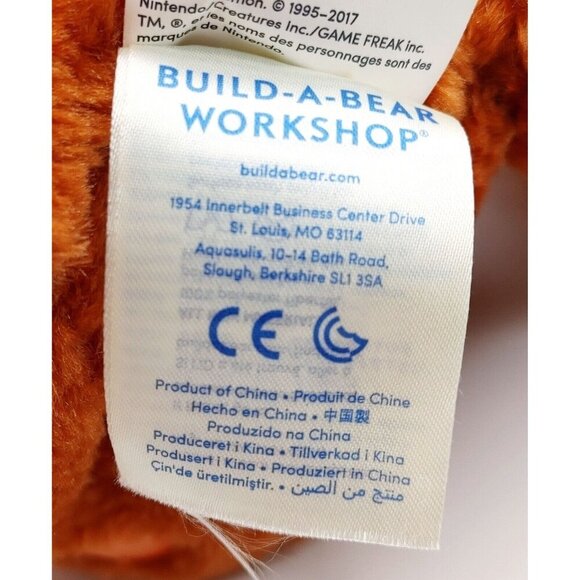 mon. © 1995-2017
Nintendo/Creatures Inc./GAME FREAK inc.
TM, ®, et les noms des personnages sont des
marques de Nintendo.
BUILD-A-BEAR
WORKSHOP®
buildabear.com
1954 Innerbelt Business Center Drive
St. Louis, MO 63114
Aquasulis, 10-14 Bath Road,
Slough, Berkshire SL1 3SA
CE
Product of China • Produit de Chine
Hecho en China • 中国製
Produzido na China
Produceret i Kina • Tillverkad i Kina
Produsert i Kina • Produziert in China
Çin'de üretilmiştir. • منتج من الصين